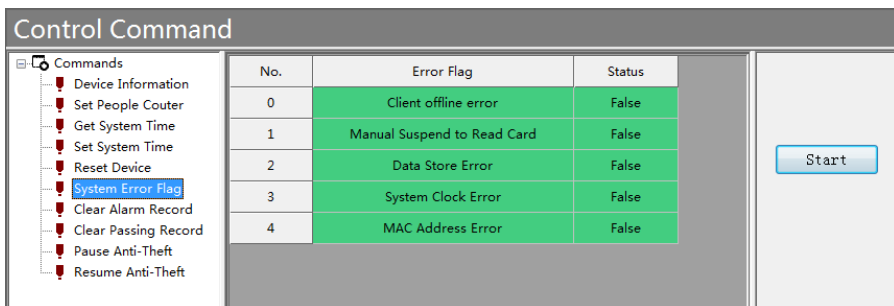 Control Command
Commands
Device Information
Set People Couter
Get System Time
Set System Time
Reset Device
System Error Flag
Clear Alarm Record
Clear Passing Record
Pause Anti-Theft
Resume Anti-Theft
No. Error Flag Status
0 Client offline error False
1 Manual Suspend to Read Card False
2 Data Store Error False
3 System Clock Error False
4 MAC Address Error False
Start